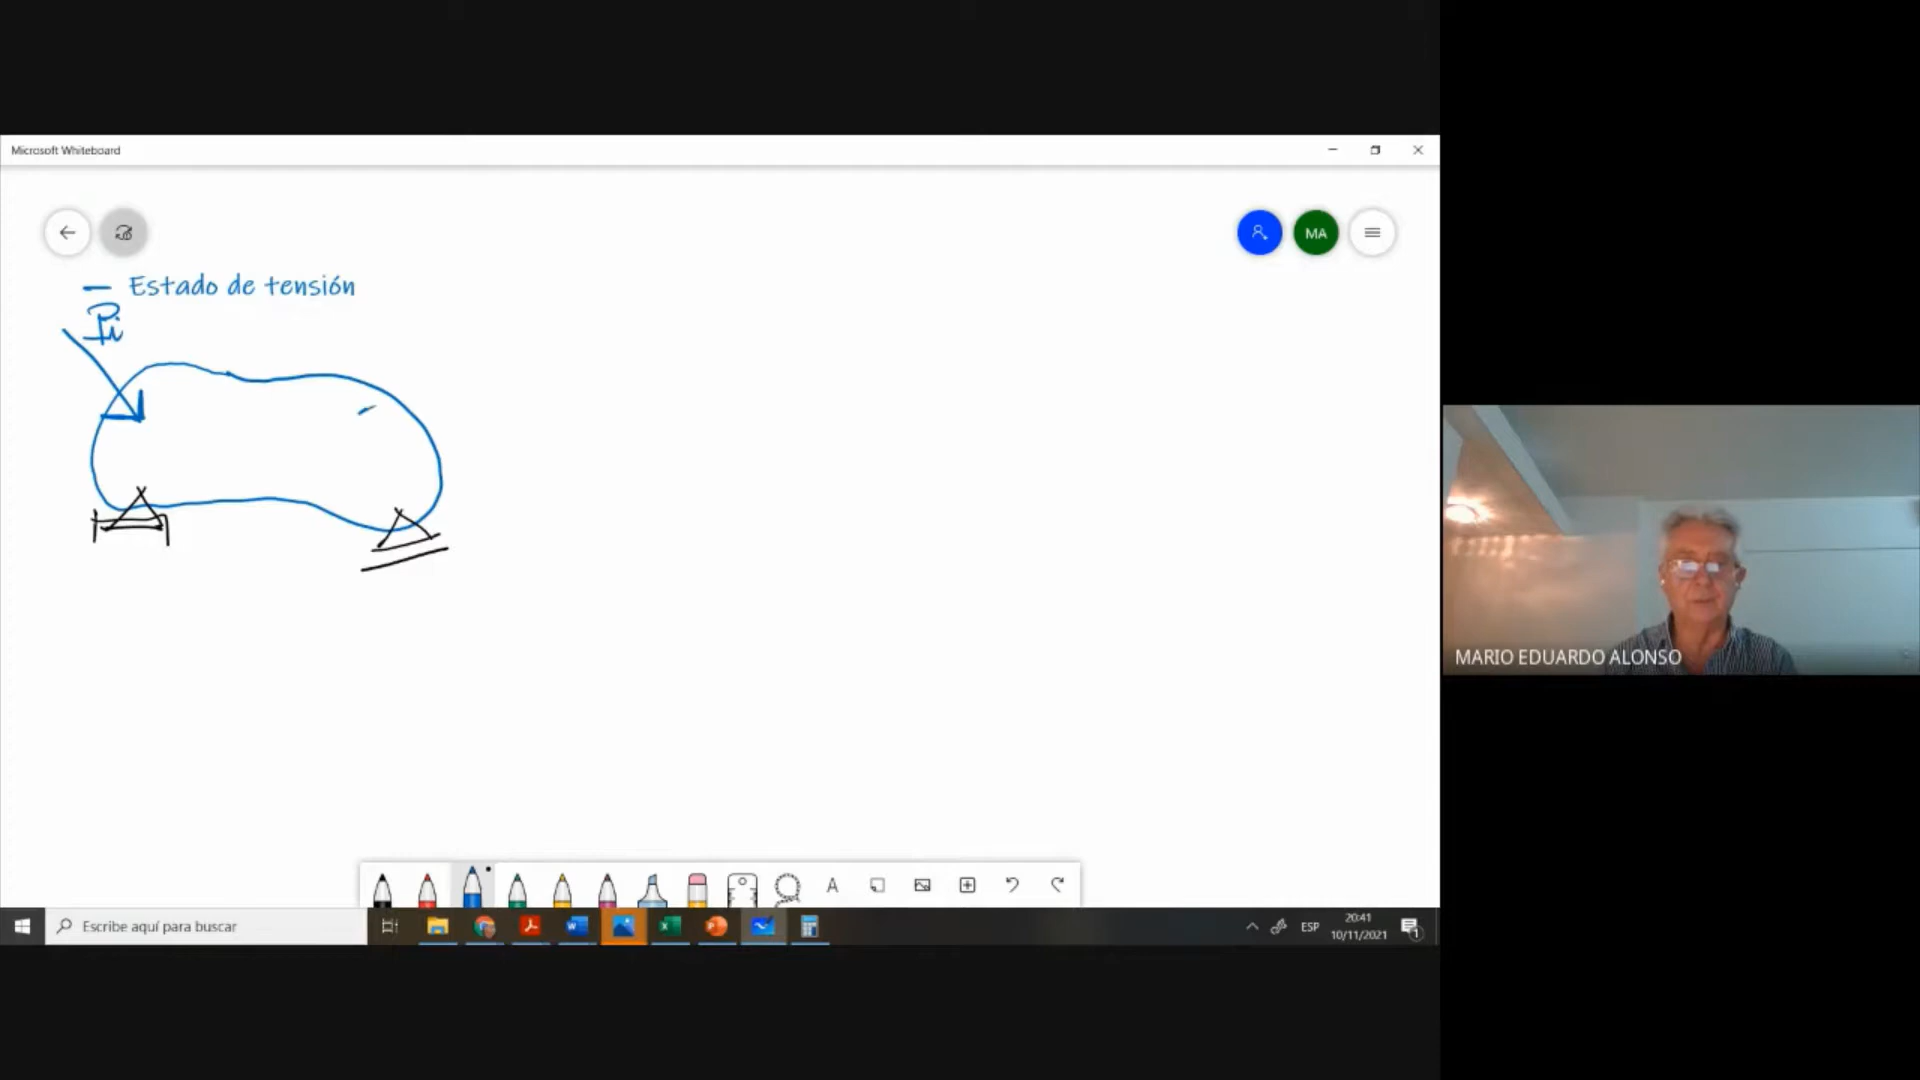 Microsoft Whiteboard
MA
— Estado de tensión
Pi
MARIO EDUARDO ALONSO
A
Escribe aquí para buscar
ESP
20:41
10/11/2021
1